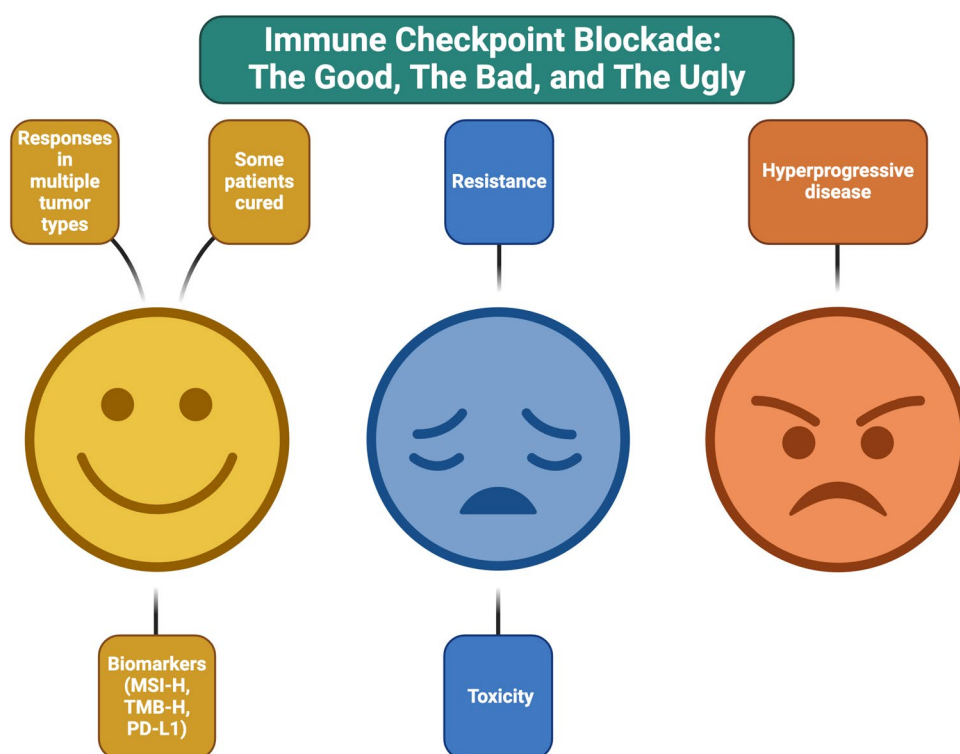 Immune Checkpoint Blockade:
The Good, The Bad, and The Ugly
Responses
in
multiple
tumor
types
Some
patients
cured
Resistance
Hyperprogressive
disease
Biomarkers
(MSI-H,
TMB-H,
PD-L1)
Toxicity